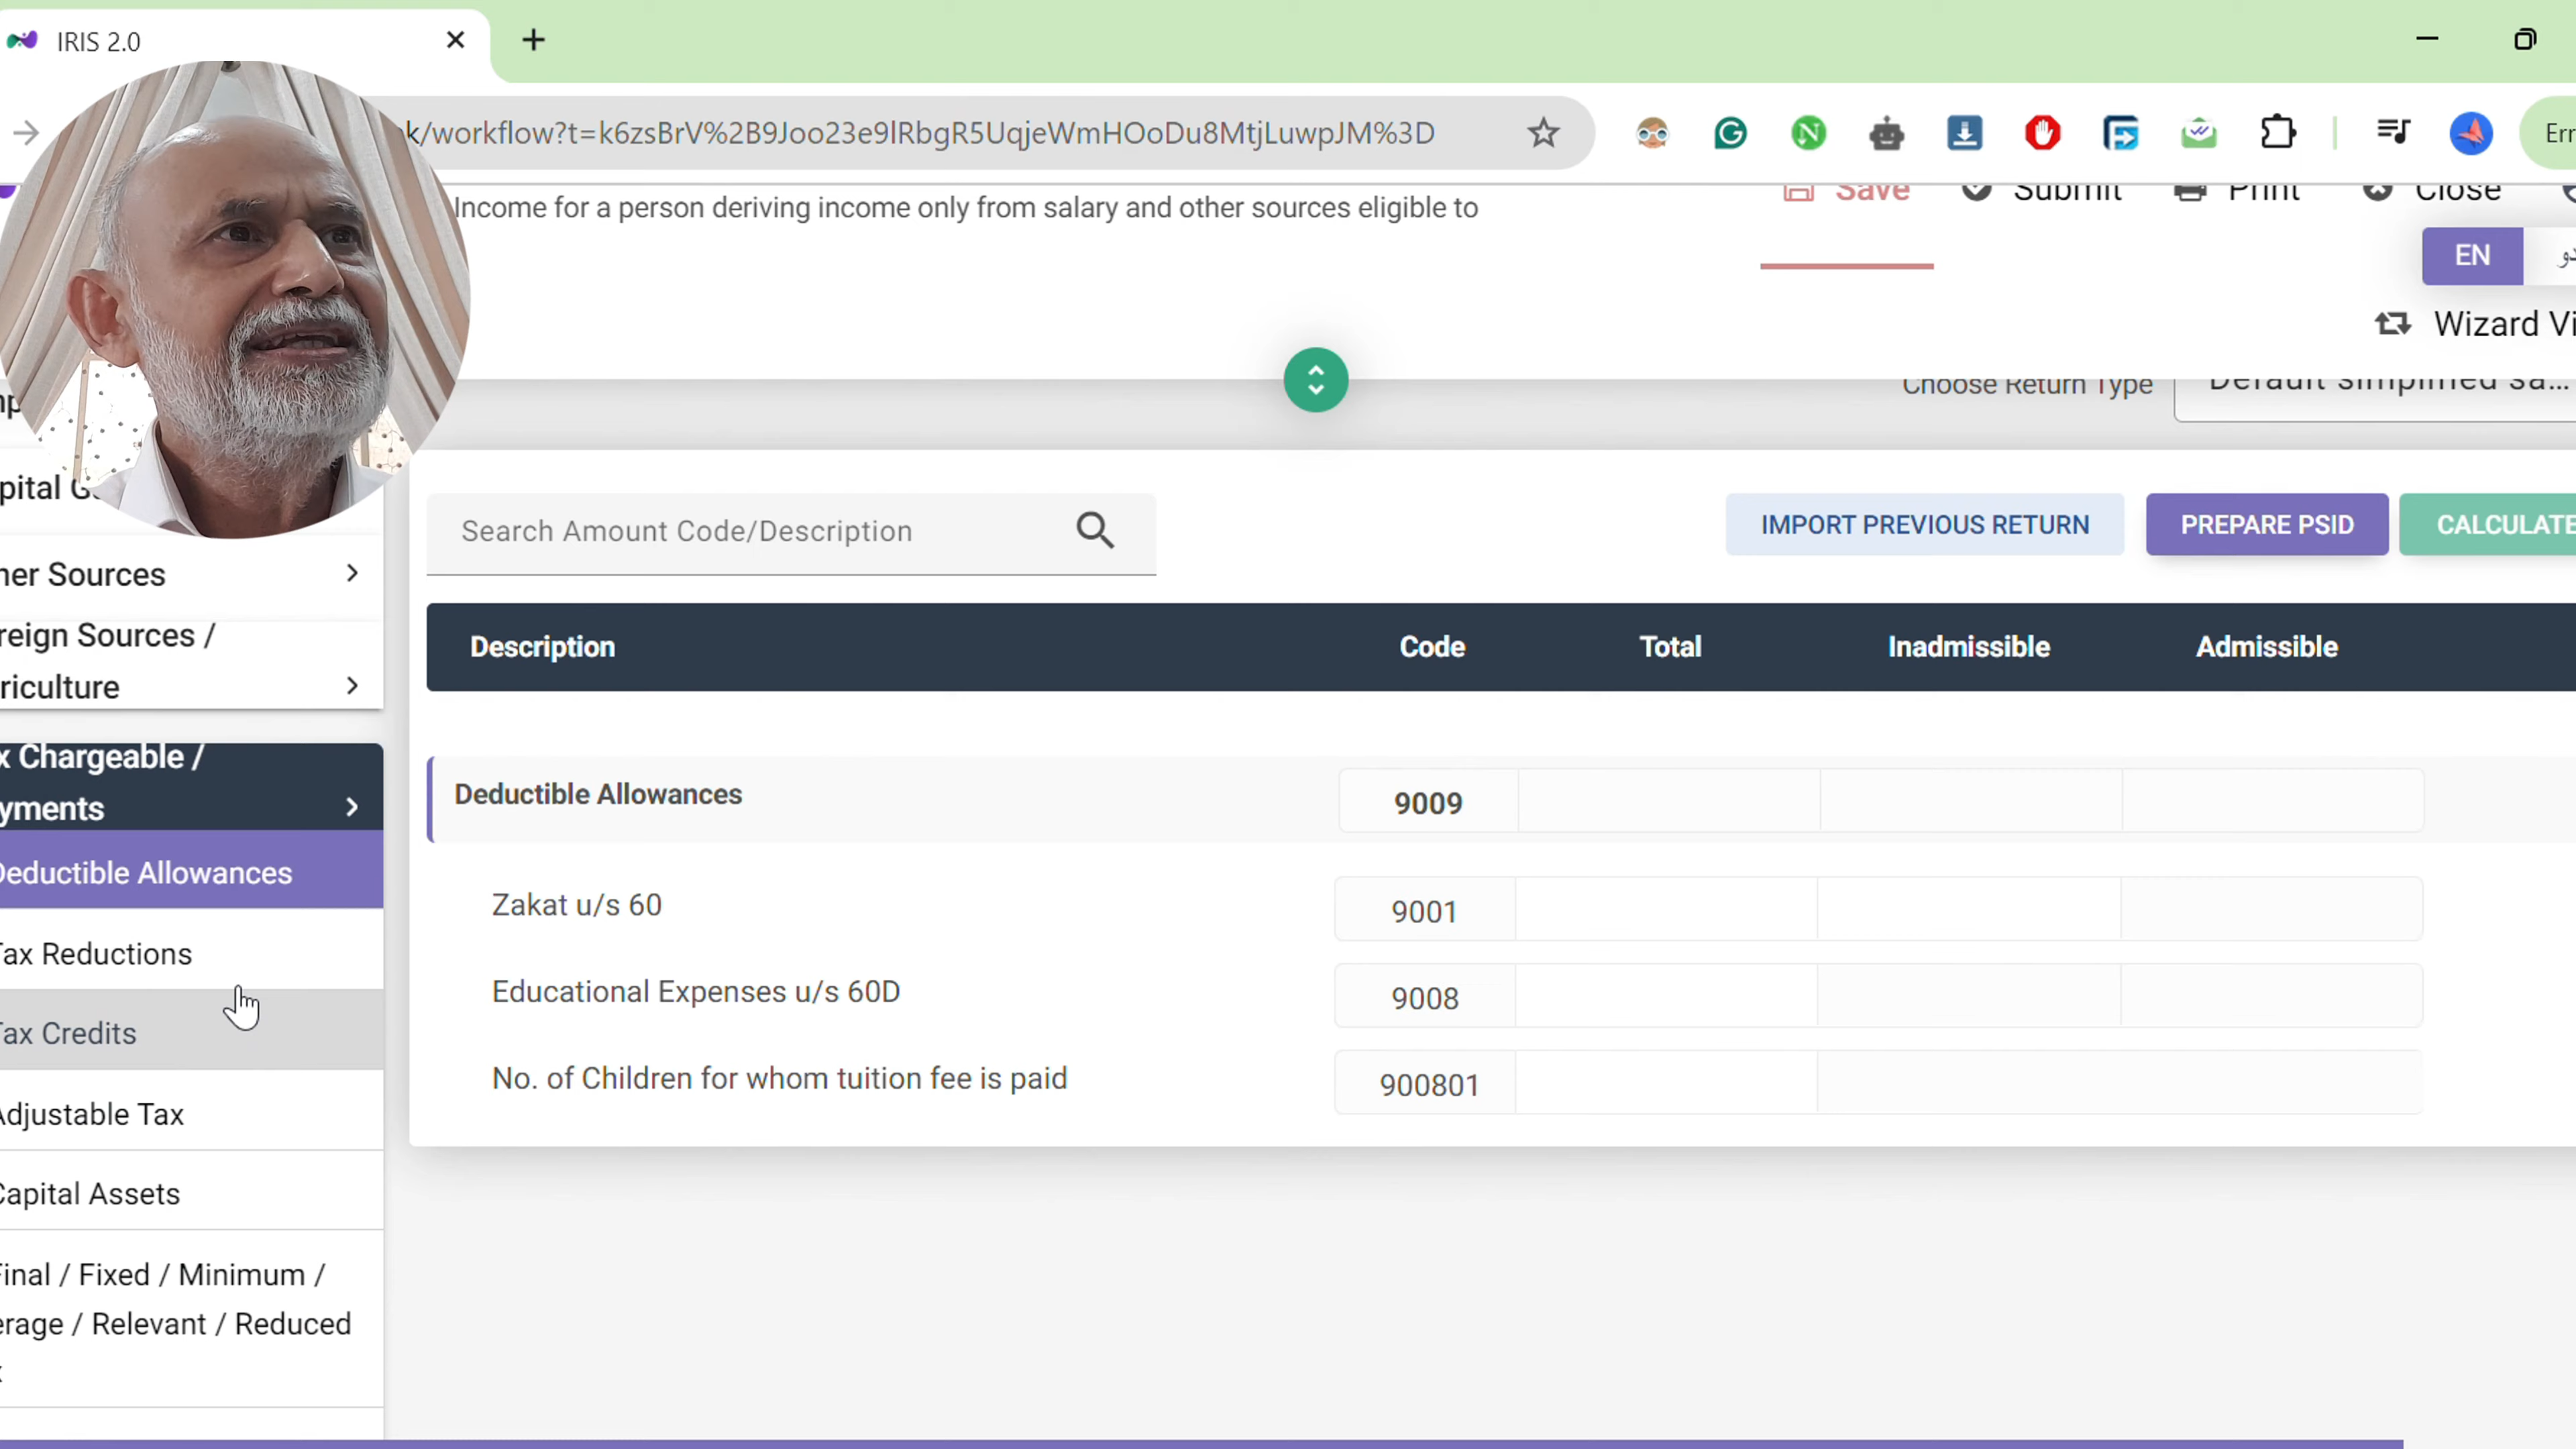 IRIS 2.0
k/workflow?t=k6zsBrV%2B9Joo23e9lRbgR5UqjeWmHOoDu8MtjLuwpJM%3D
Err
Income for a person deriving income only from salary and other sources eligible to
Save
Submit
Print
Close
EN
Wizard Vi
Choose Return Type
Default simplified sa...
pital G
her Sources
reign Sources /
riculture
x Chargeable /
yments
Deductible Allowances
Tax Reductions
Tax Credits
Adjustable Tax
Capital Assets
Final / Fixed / Minimum /
erage / Relevant / Reduced
Search Amount Code/Description
IMPORT PREVIOUS RETURN
PREPARE PSID
CALCULATE
Description Code Total Inadmissible Admissible
Deductible Allowances 9009
Zakat u/s 60 9001
Educational Expenses u/s 60D 9008
No. of Children for whom tuition fee is paid 900801